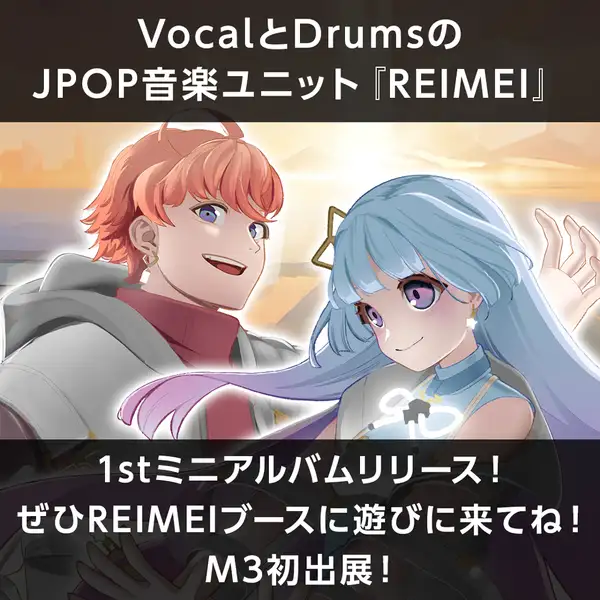 VocalとDrumsの
JPOP音楽ユニット『REIMEI』
1stミニアルバムリリース！
ぜひREIMEIブースに遊びに来てね！
M3初出展！